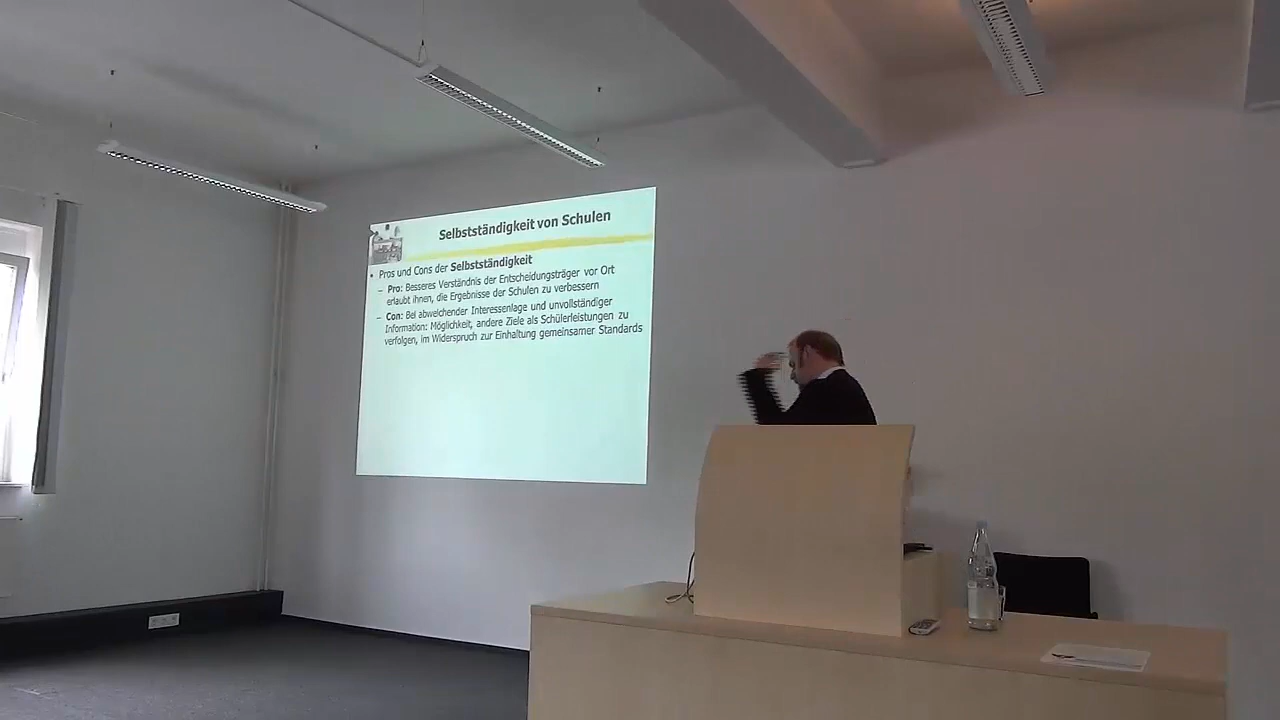 Selbstständigkeit von Schulen
• Pros und Cons der Selbstständigkeit
– Pro: Besseres Verständnis der Entscheidungsträger vor Ort
erlaubt ihnen, die Ergebnisse der Schulen zu verbessern
– Con: Bei abweichender Interessenlage und unvollständiger
Information: Möglichkeit, andere Ziele als Schülerleistungen zu
verfolgen, im Widerspruch zur Einhaltung gemeinsamer Standards